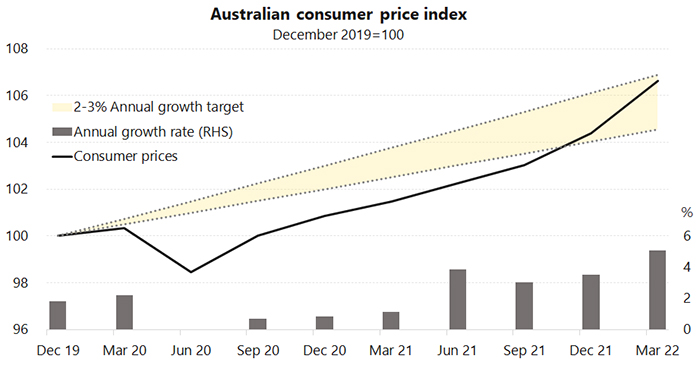 Australian consumer price index
December 2019=100
108
106
104
102
100
98
96
2-3% Annual growth target
Annual growth rate (RHS)
Consumer prices
%
6
4
2
0
Dec 19 Mar 20 Jun 20 Sep 20 Dec 20 Mar 21 Jun 21 Sep 21 Dec 21 Mar 22